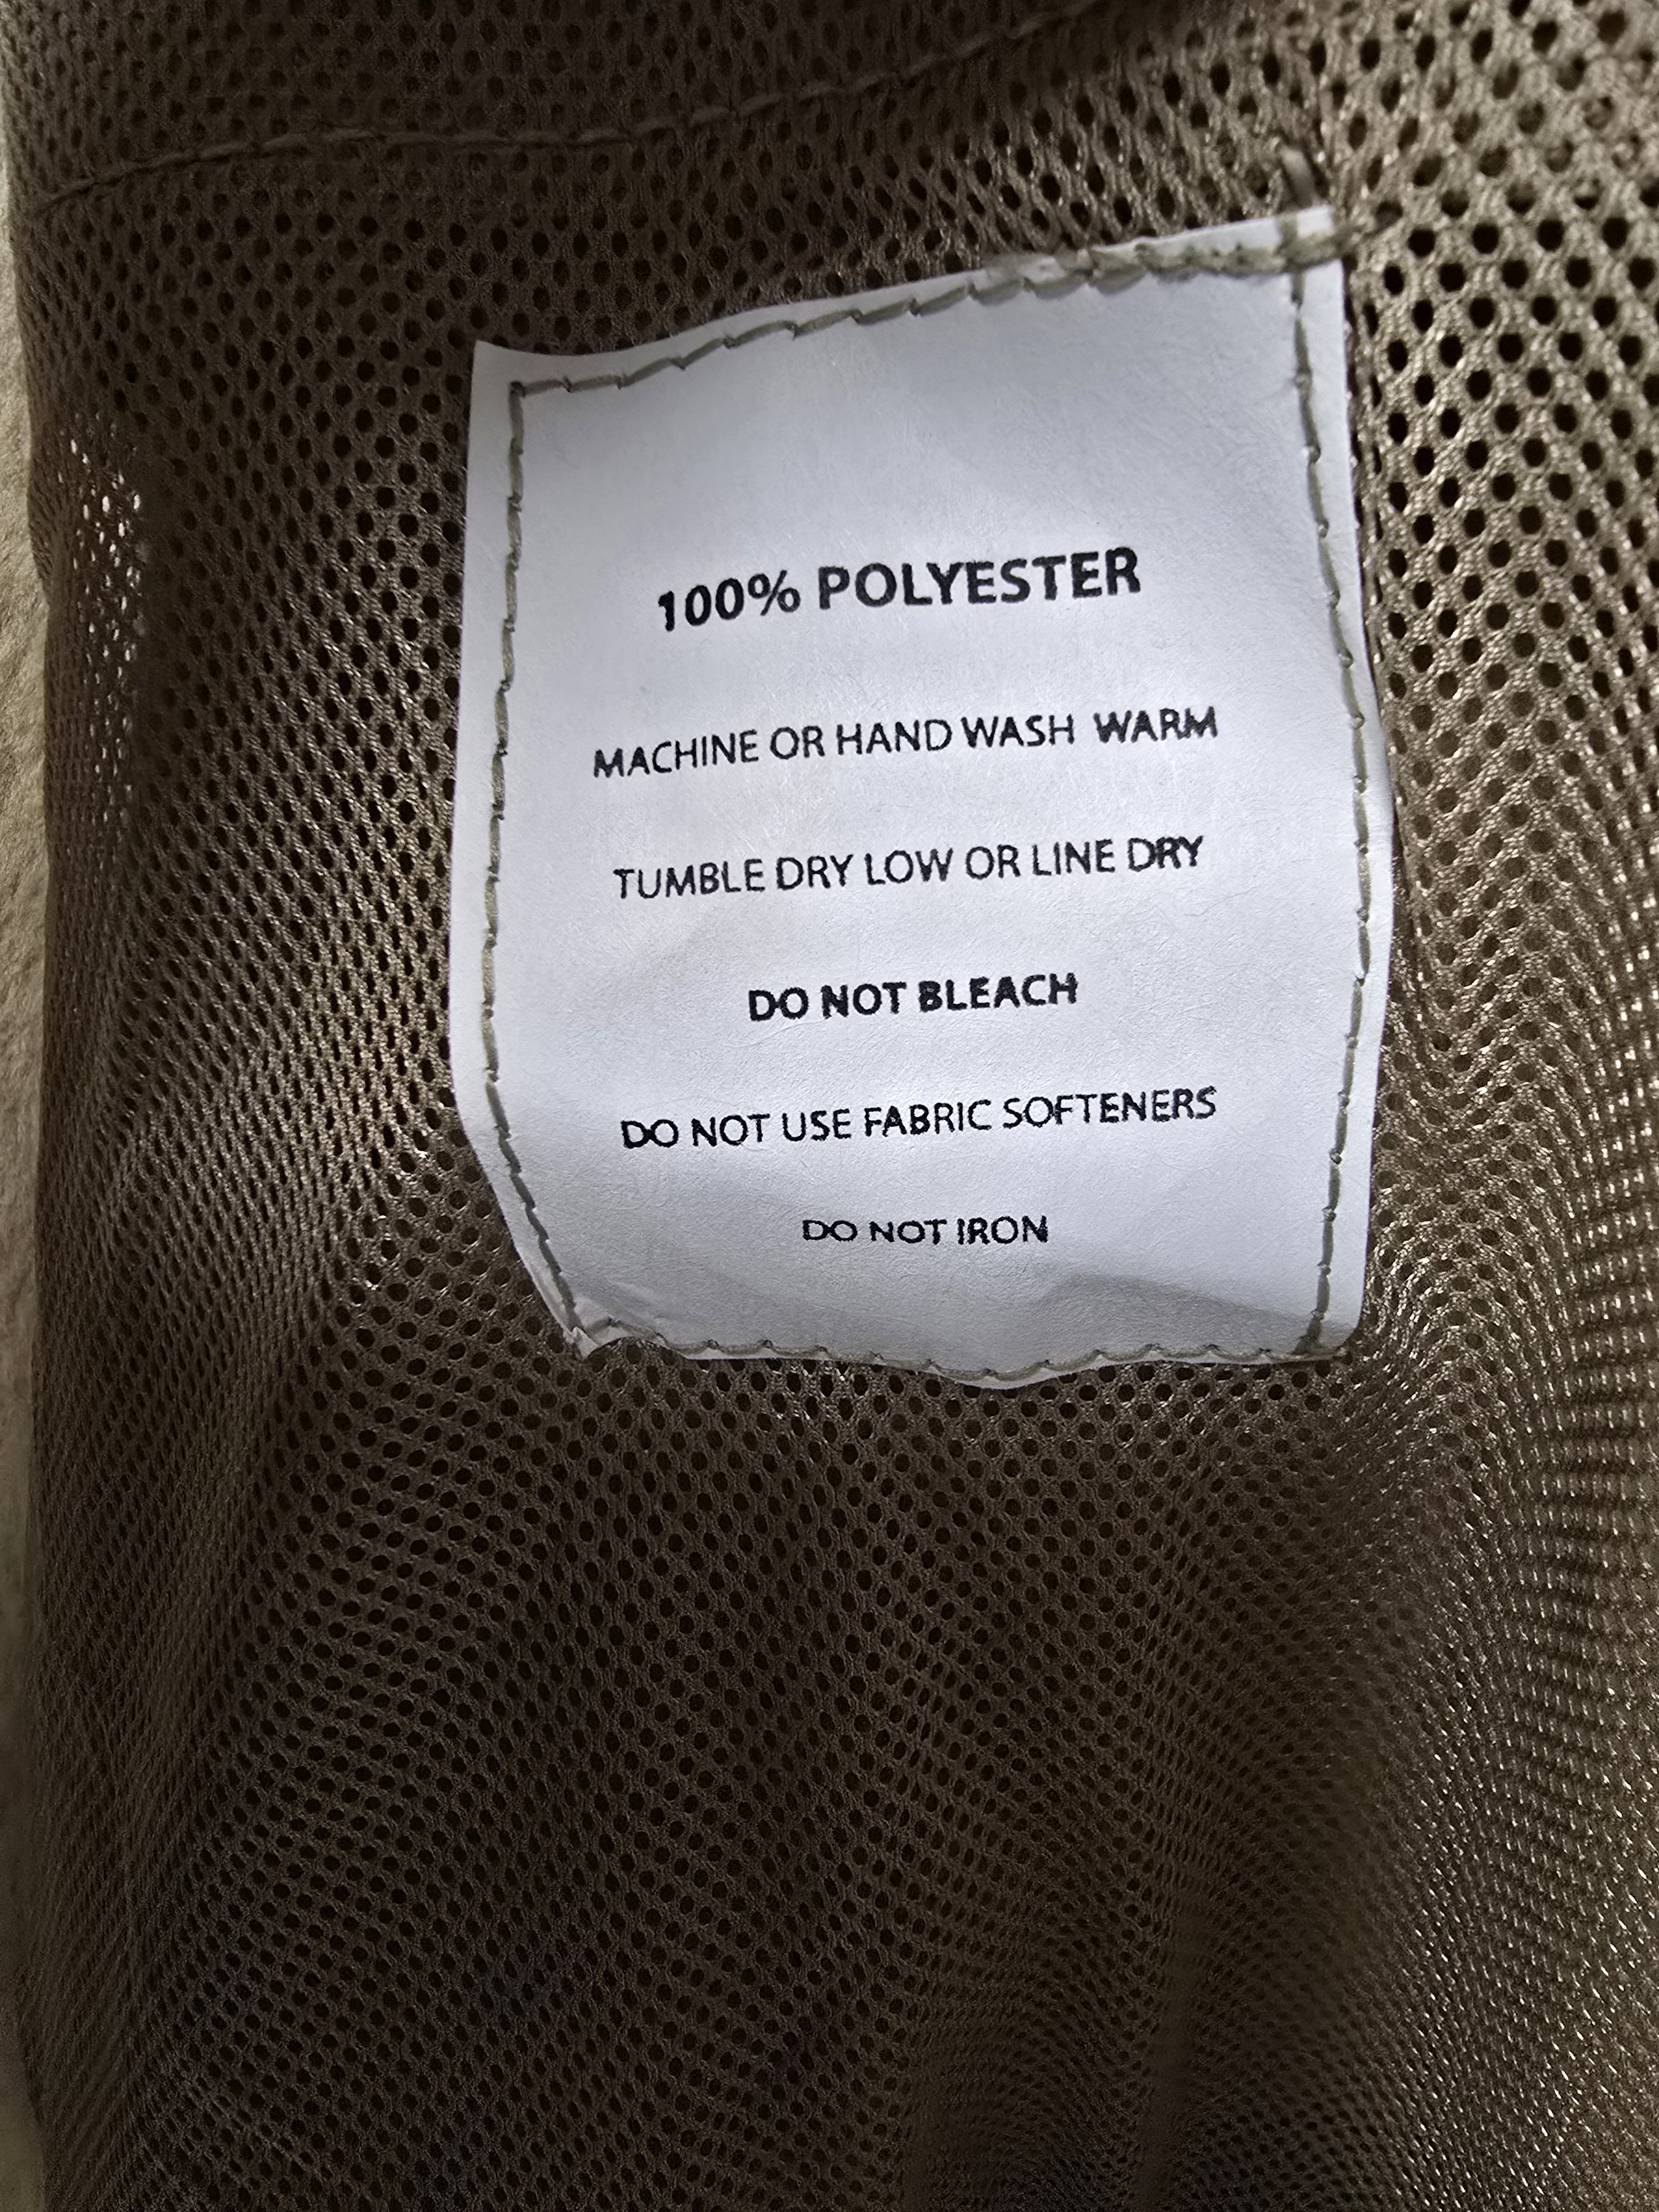 100% POLYESTER
MACHINE OR HAND WASH WARM
TUMBLE DRY LOW OR LINE DRY
DO NOT BLEACH
DO NOT USE FABRIC SOFTENERS
DO NOT IRON